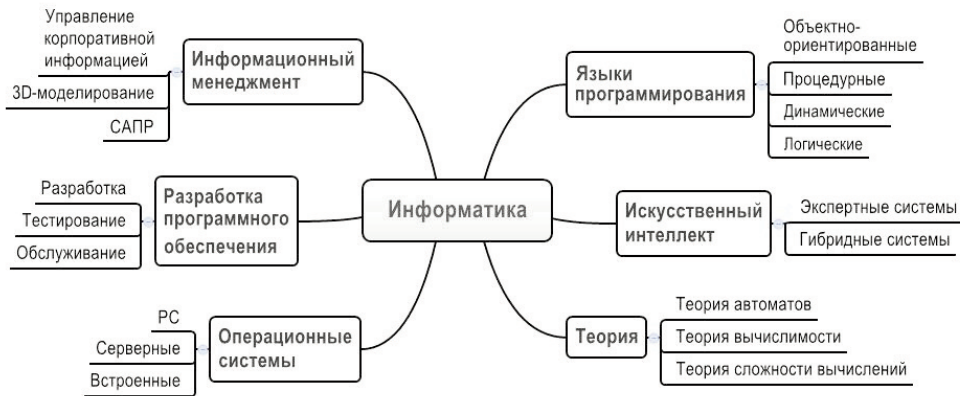 Управление
корпоративной
информацией
3D-моделирование
САПР
Информационный
менеджмент
Разработка
Тестирование
Обслуживание
Разработка
программного
обеспечения
PC
Серверные
Встроенные
Операционные
системы
Информатика
Языки
программирования
Объектно-
ориентированные
Процедурные
Динамические
Логические
Искусственный
интеллект
Экспертные системы
Гибридные системы
Теория
Теория автоматов
Теория вычислимости
Теория сложности вычислений